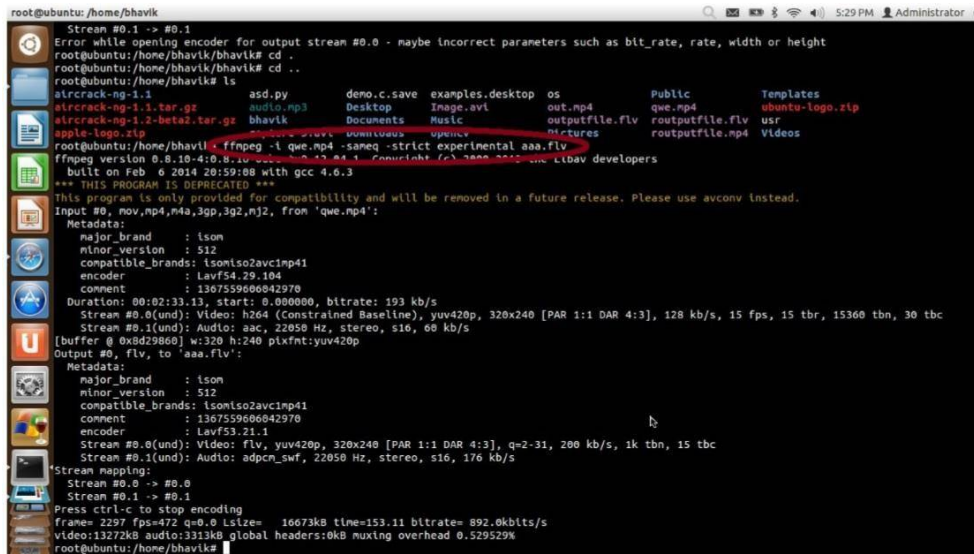 root@ubuntu: /home/bhavik
5:29 PM Administrator
Stream #0.1 -> #0.1
Error while opening encoder for output stream #0.0 - maybe incorrect parameters such as bit_rate, rate, width or height
root@ubuntu:/home/bhavik/bhavik# cd .
root@ubuntu:/home/bhavik/bhavik# cd ..
root@ubuntu:/home/bhavik# ls
aircrack-ng-1.1 asd.py demo.c.save examples.desktop os Public Templates
aircrack-ng-1.1.tar.gz audio.mp3 Desktop Image.avi out.mp4 qwe.mp4 ubuntu-logo.zip
aircrack-ng-1.2-beta2.tar.gz bhavik Documents Music outputfile.flv routputfile.flv usr
apple-logo.zip Downloads opencv Pictures routputfile.mp4 Videos
root@ubuntu:/home/bhavik# ffmpeg -i qwe.mp4 -sameq -strict experimental aaa.flv
ffmpeg version 0.8.10-4:0.8.10-0ubuntu0.12.04.1, Copyright (c) 2000-2013 the Libav developers
built on Feb 6 2014 20:59:08 with gcc 4.6.3
*** THIS PROGRAM IS DEPRECATED ***
This program is only provided for compatibility and will be removed in a future release. Please use avconv instead.
Input #0, mov,mp4,m4a,3gp,3g2,mj2, from 'qwe.mp4':
Metadata:
major_brand : isom
minor_version : 512
compatible_brands: isomiso2avc1mp41
encoder : Lavf54.29.104
comment : 1367559606042970
Duration: 00:02:33.13, start: 0.000000, bitrate: 193 kb/s
Stream #0.0(und): Video: h264 (Constrained Baseline), yuv420p, 320x240 [PAR 1:1 DAR 4:3], 128 kb/s, 15 fps, 15 tbr, 15360 tbn, 30 tbc
Stream #0.1(und): Audio: aac, 22050 Hz, stereo, s16, 60 kb/s
[buffer @ 0x8d29860] w:320 h:240 pixfmt:yuv420p
Output #0, flv, to 'aaa.flv':
Metadata:
major_brand : isom
minor_version : 512
compatible_brands: isomiso2avc1mp41
comment : 1367559606042970
encoder : Lavf53.21.1
Stream #0.0(und): Video: flv, yuv420p, 320x240 [PAR 1:1 DAR 4:3], q=2-31, 200 kb/s, 1k tbn, 15 tbc
Stream #0.1(und): Audio: adpcm_swf, 22050 Hz, stereo, s16, 176 kb/s
Stream mapping:
Stream #0.0 -> #0.0
Stream #0.1 -> #0.1
Press ctrl-c to stop encoding
frame= 2297 fps=472 q=0.0 Lsize= 16673kB time=153.11 bitrate= 892.0kbits/s
video:13272kB audio:3313kB global headers:0kB muxing overhead 0.529529%
root@ubuntu:/home/bhavik#